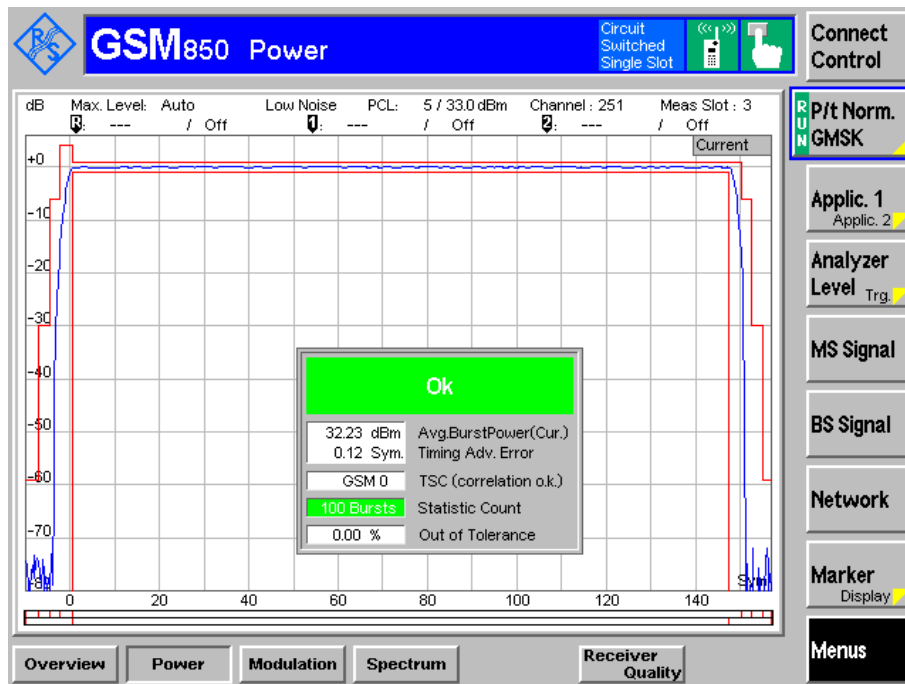 R S
GSM850 Power
Circuit
Switched
Single Slot
Connect
Control
dB Max. Level: Auto Low Noise PCL: 5 / 33.0 dBm Channel : 251 Meas Slot : 3
R: --- / Off 1: --- / Off 2: --- / Off
RUN
P/t Norm.
GMSK
Current
+0
-10
-20
-30
-40
-50
-60
-70
-80
Sym
0 20 40 60 80 100 120 140
Ok
32.23 dBm Avg.BurstPower(Cur.)
0.12 Sym. Timing Adv. Error
GSM 0 TSC (correlation o.k.)
100 Bursts Statistic Count
0.00 % Out of Tolerance
Applic. 1
Applic. 2
Analyzer
Level Trg.
MS Signal
BS Signal
Network
Marker
Display
Menus
Overview Power Modulation Spectrum Receiver
Quality